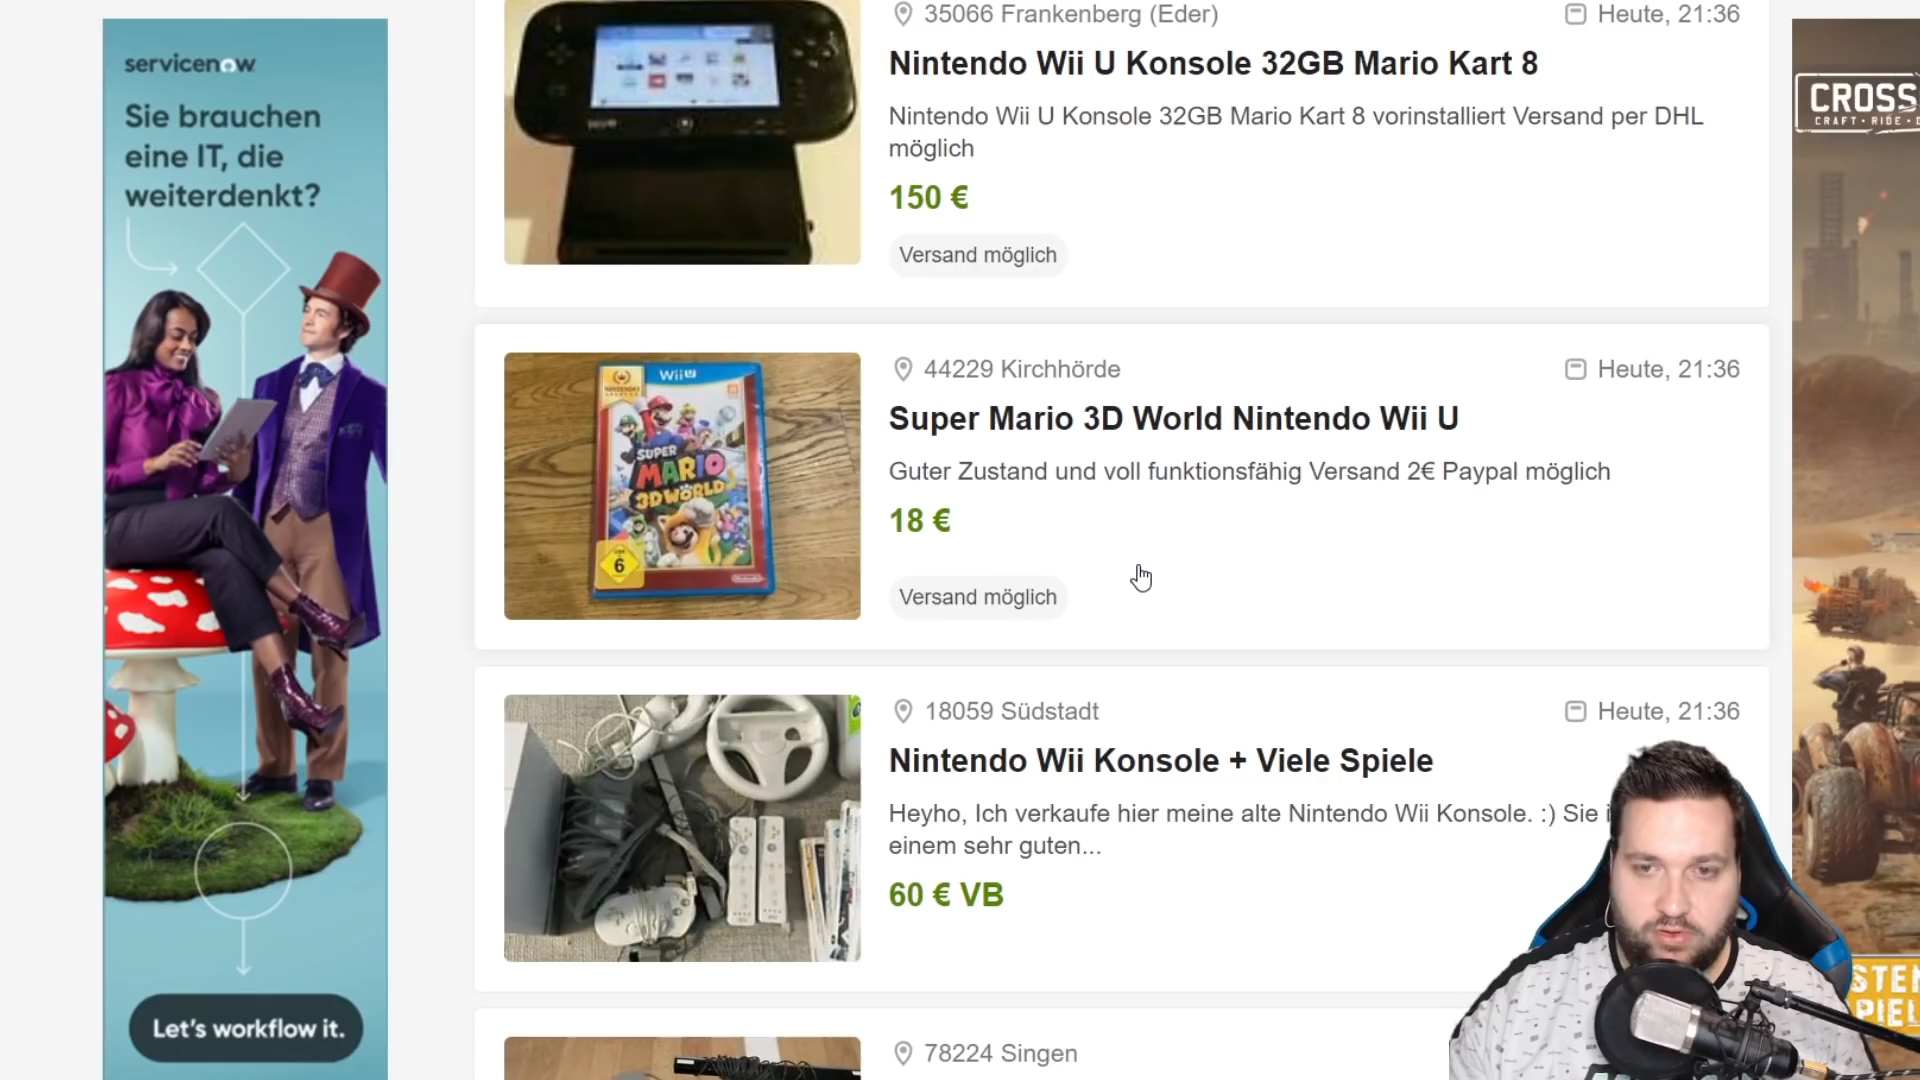 servicenow
Sie brauchen
eine IT, die
weiterdenkt?
Let's workflow it.
35066 Frankenberg (Eder)
Heute, 21:36
Nintendo Wii U Konsole 32GB Mario Kart 8
Nintendo Wii U Konsole 32GB Mario Kart 8 vorinstalliert Versand per DHL
möglich
150 €
Versand möglich
44229 Kirchhörde
Heute, 21:36
Super Mario 3D World Nintendo Wii U
Guter Zustand und voll funktionsfähig Versand 2€ Paypal möglich
18 €
Versand möglich
Wii U
SUPER
MARIO
3D WORLD
6
18059 Südstadt
Heute, 21:36
Nintendo Wii Konsole + Viele Spiele
Heyho, Ich verkaufe hier meine alte Nintendo Wii Konsole. :) Sie
einem sehr guten...
60 € VB
78224 Singen
CROSS
CRAFT • RIDE •